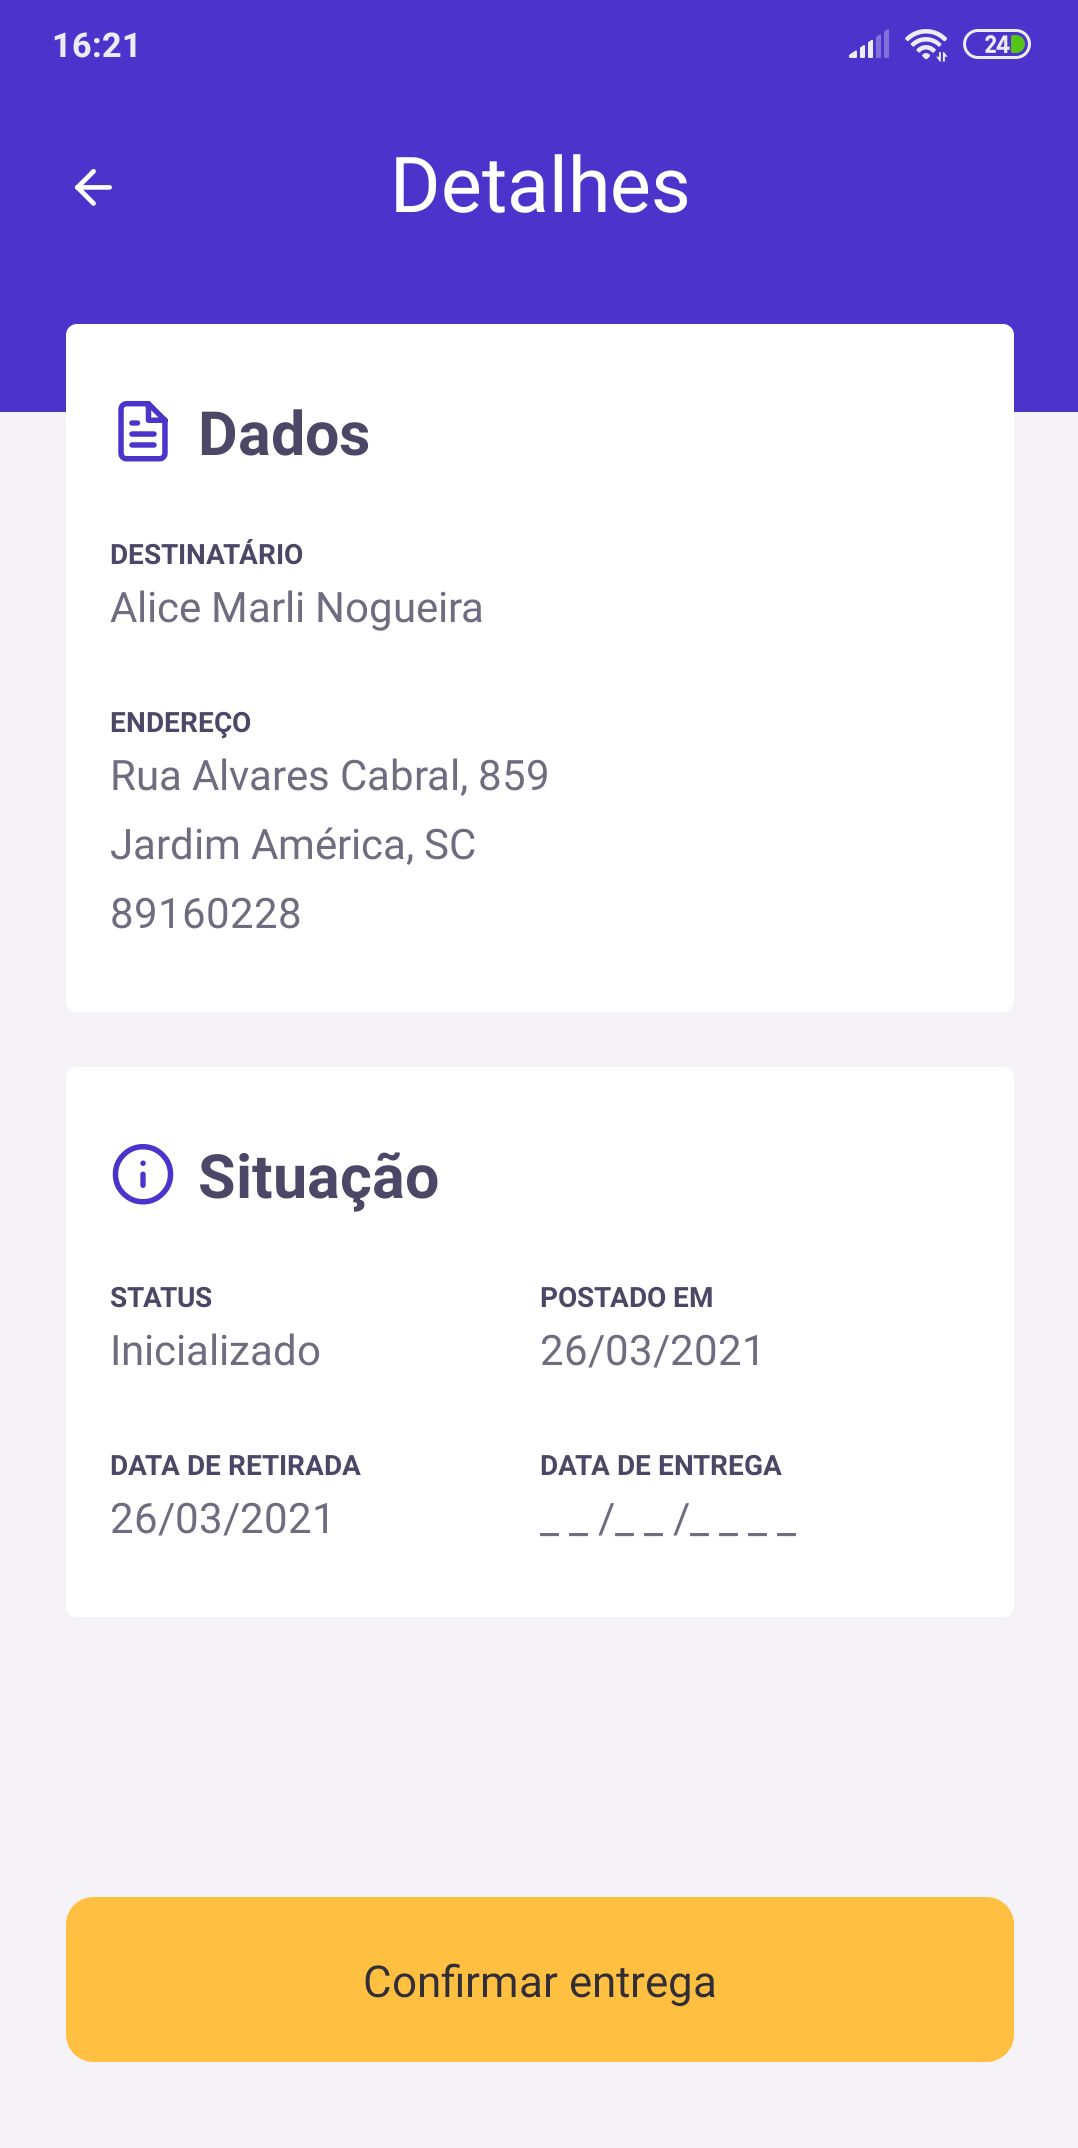 16:21
24
Detalhes
Dados
DESTINATÁRIO
Alice Marli Nogueira
ENDEREÇO
Rua Alvares Cabral, 859
Jardim América, SC
89160228
Situação
STATUS
Inicializado
POSTADO EM
26/03/2021
DATA DE RETIRADA
26/03/2021
DATA DE ENTREGA
_ _ /_ _ /_ _ _ _
Confirmar entrega